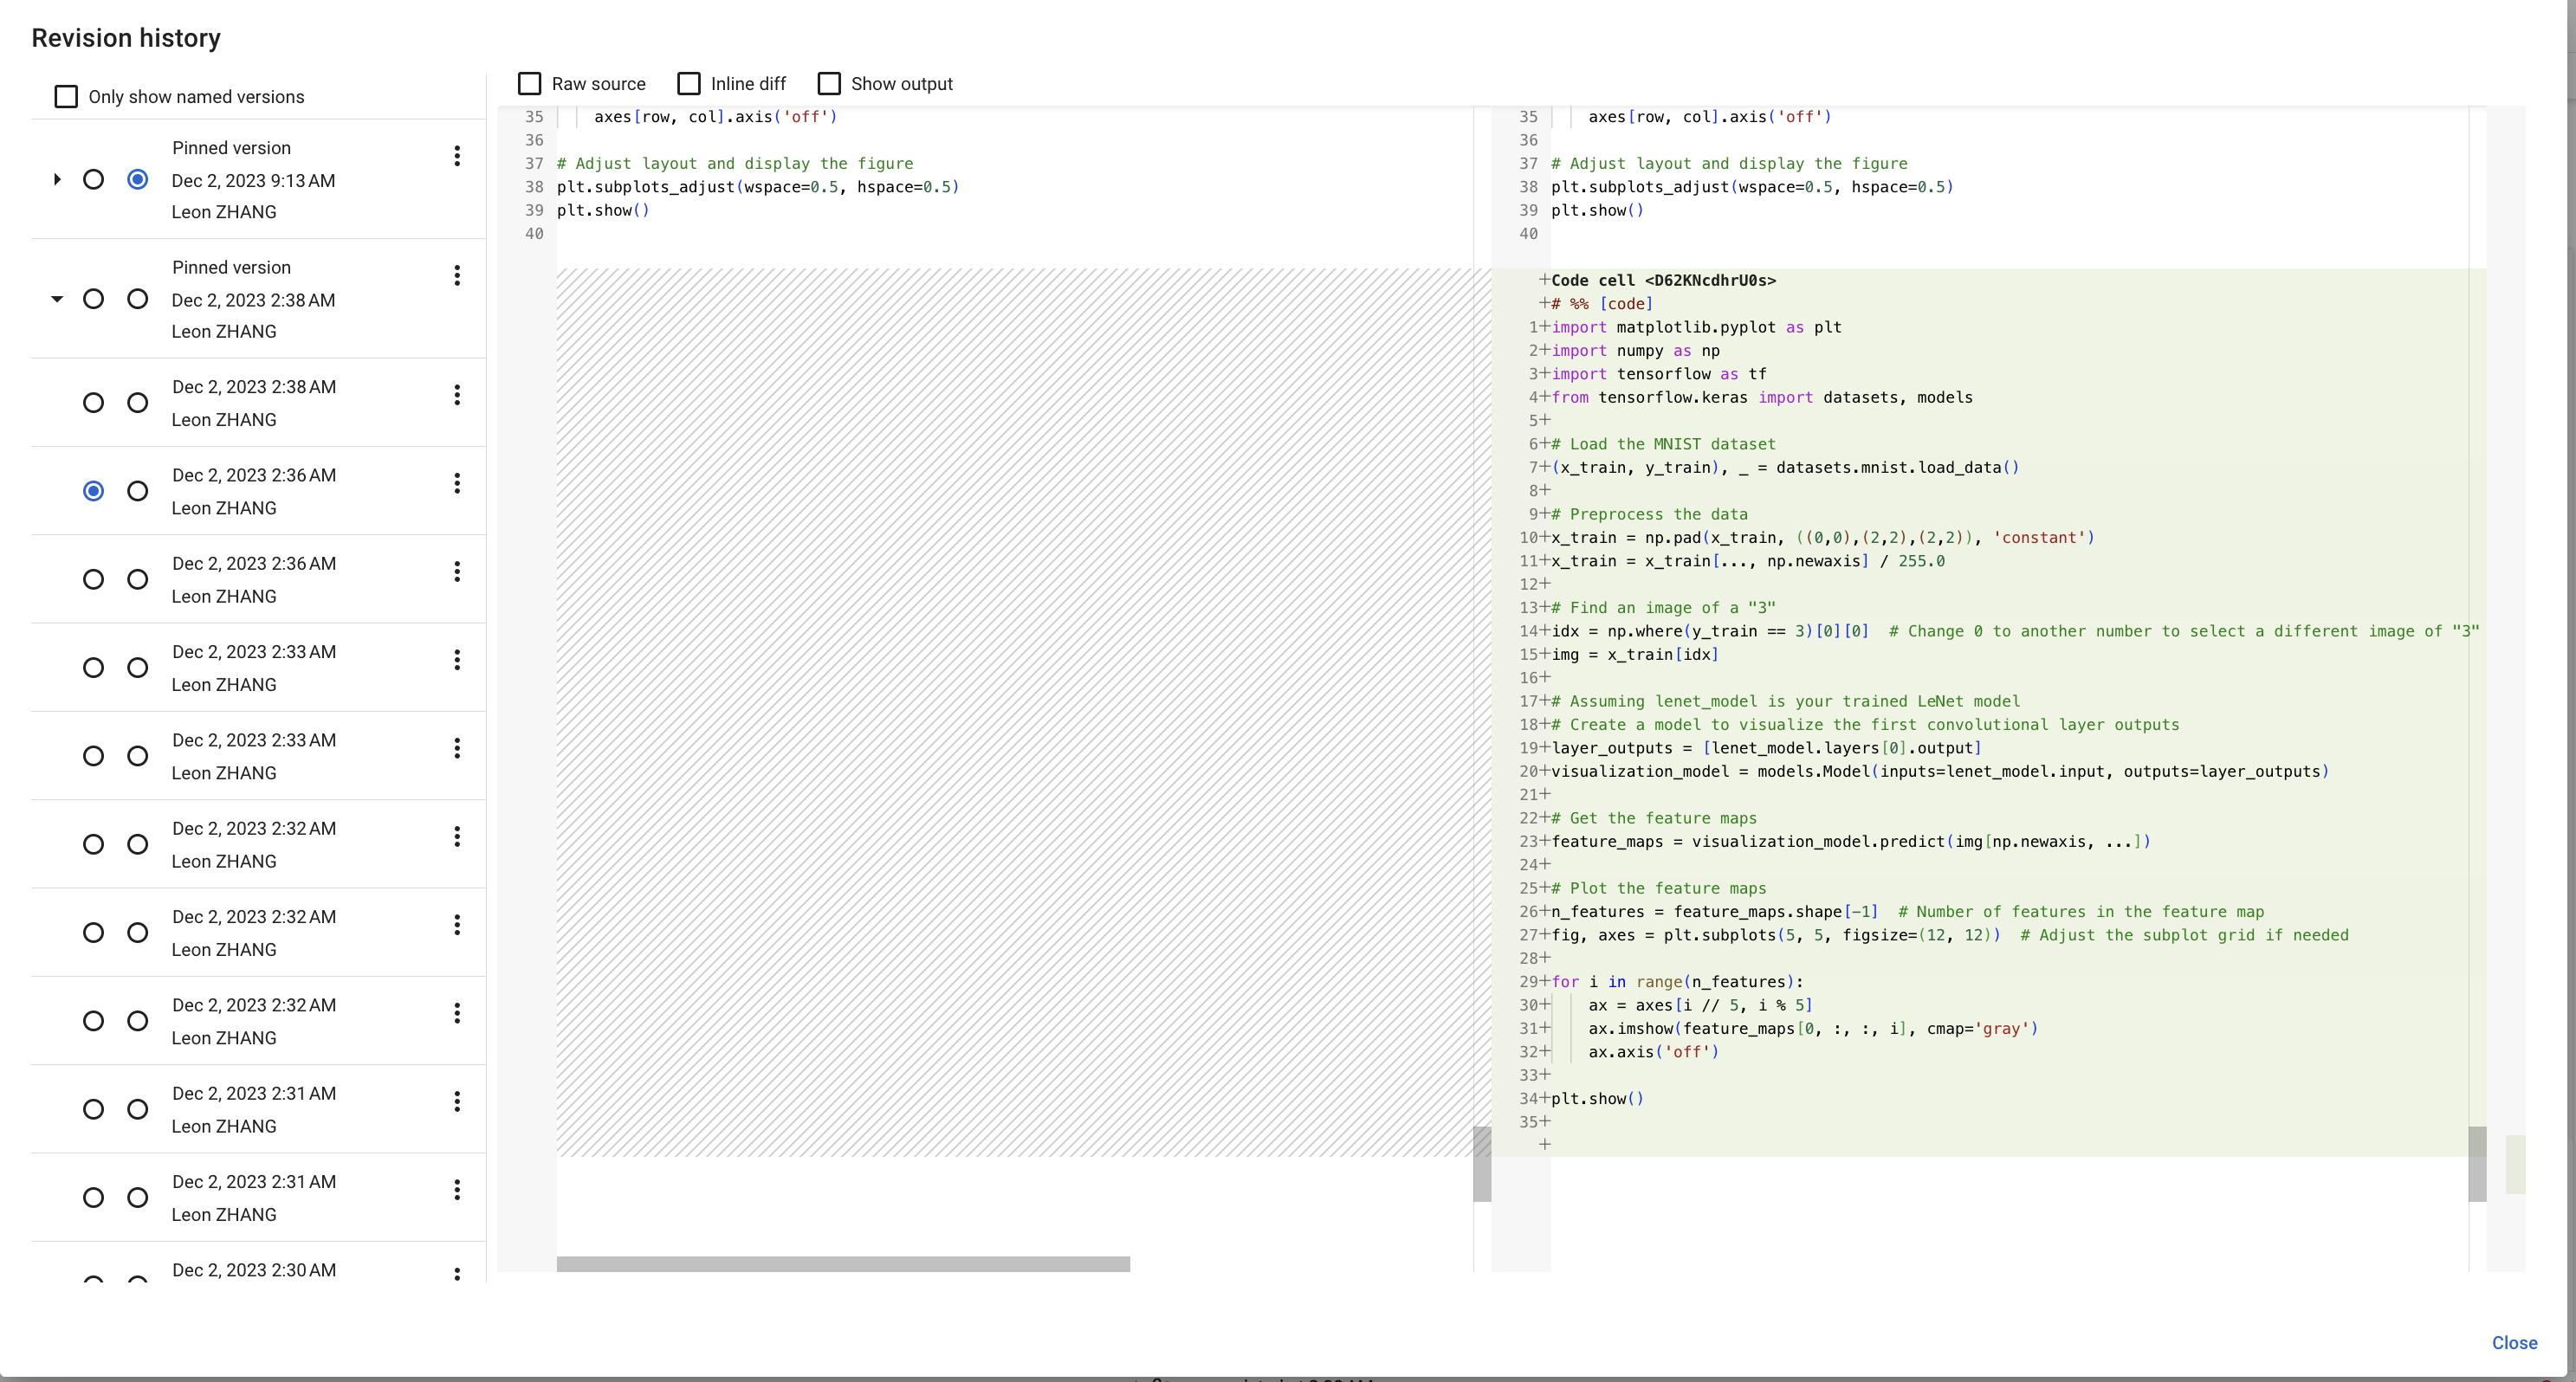 Revision history
Only show named versions
Pinned version
Dec 2, 2023 9:13 AM
Leon ZHANG
Pinned version
Dec 2, 2023 2:38 AM
Leon ZHANG
Dec 2, 2023 2:38 AM
Leon ZHANG
Dec 2, 2023 2:36 AM
Leon ZHANG
Dec 2, 2023 2:36 AM
Leon ZHANG
Dec 2, 2023 2:33 AM
Leon ZHANG
Dec 2, 2023 2:33 AM
Leon ZHANG
Dec 2, 2023 2:32 AM
Leon ZHANG
Dec 2, 2023 2:32 AM
Leon ZHANG
Dec 2, 2023 2:32 AM
Leon ZHANG
Dec 2, 2023 2:31 AM
Leon ZHANG
Dec 2, 2023 2:31 AM
Leon ZHANG
Dec 2, 2023 2:30 AM
Raw source Inline diff Show output
35 axes[row, col].axis('off')
36
37 # Adjust layout and display the figure
38 plt.subplots_adjust(wspace=0.5, hspace=0.5)
39 plt.show()
40
35 axes[row, col].axis('off')
36
37 # Adjust layout and display the figure
38 plt.subplots_adjust(wspace=0.5, hspace=0.5)
39 plt.show()
40
+Code cell <D62KNcdhrU0s>
+# %% [code]
1+import matplotlib.pyplot as plt
2+import numpy as np
3+import tensorflow as tf
4+from tensorflow.keras import datasets, models
5+
6+# Load the MNIST dataset
7+(x_train, y_train), _ = datasets.mnist.load_data()
8+
9+# Preprocess the data
10+x_train = np.pad(x_train, ((0,0),(2,2),(2,2)), 'constant')
11+x_train = x_train[..., np.newaxis] / 255.0
12+
13+# Find an image of a "3"
14+idx = np.where(y_train == 3)[0][0]  # Change 0 to another number to select a different image of "3"
15+img = x_train[idx]
16+
17+# Assuming lenet_model is your trained LeNet model
18+# Create a model to visualize the first convolutional layer outputs
19+layer_outputs = [lenet_model.layers[0].output]
20+visualization_model = models.Model(inputs=lenet_model.input, outputs=layer_outputs)
21+
22+# Get the feature maps
23+feature_maps = visualization_model.predict(img[np.newaxis, ...])
24+
25+# Plot the feature maps
26+n_features = feature_maps.shape[-1]  # Number of features in the feature map
27+fig, axes = plt.subplots(5, 5, figsize=(12, 12))  # Adjust the subplot grid if needed
28+
29+for i in range(n_features):
30+    ax = axes[i // 5, i % 5]
31+    ax.imshow(feature_maps[0, :, :, i], cmap='gray')
32+    ax.axis('off')
33+
34+plt.show()
35+
+
Close